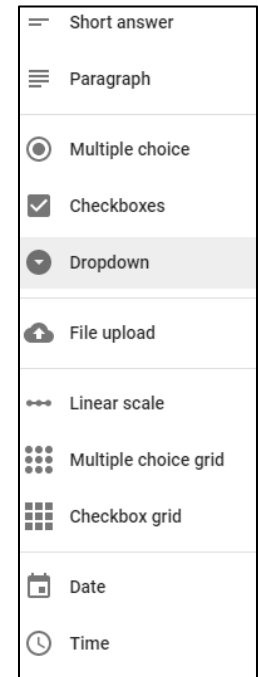 Short answer
Paragraph
Multiple choice
Checkboxes
Dropdown
File upload
Linear scale
Multiple choice grid
Checkbox grid
Date
Time